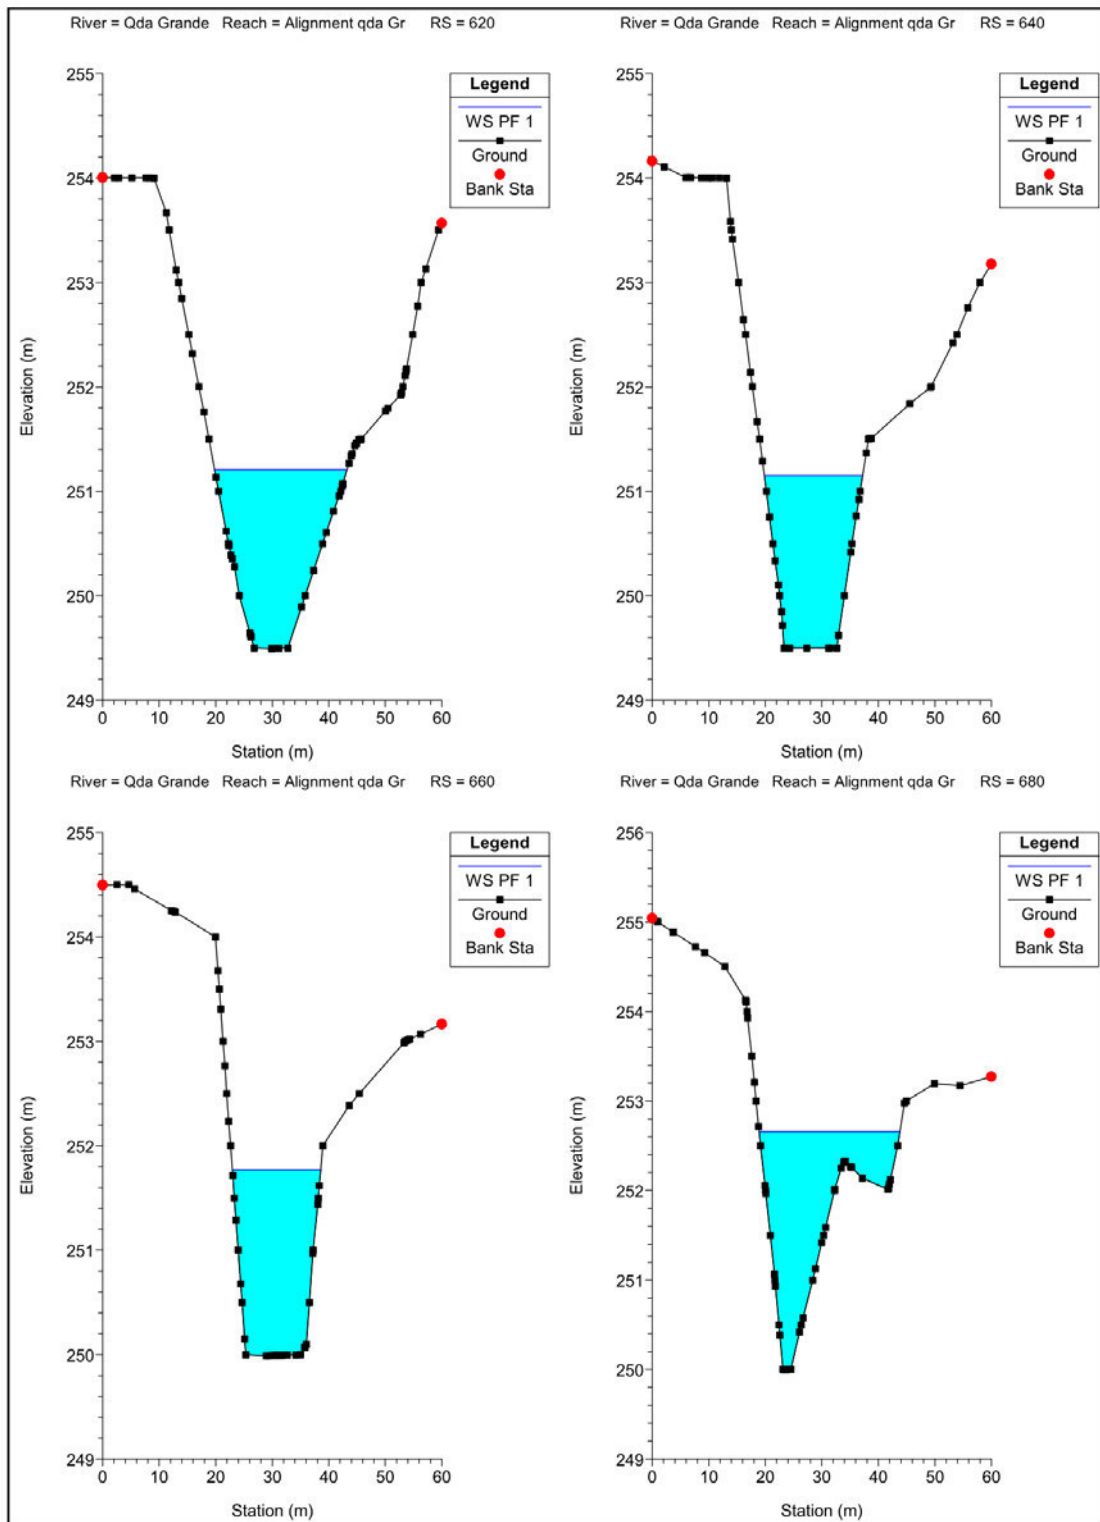 River = Qda Grande   Reach = Alignment qda Gr   RS = 620
255
254
253
252
251
250
249
Elevation (m)
0 10 20 30 40 50 60
Station (m)
Legend
WS PF 1
Ground
Bank Sta
River = Qda Grande   Reach = Alignment qda Gr   RS = 640
255
254
253
252
251
250
249
Elevation (m)
0 10 20 30 40 50 60
Station (m)
Legend
WS PF 1
Ground
Bank Sta
River = Qda Grande   Reach = Alignment qda Gr   RS = 660
255
254
253
252
251
250
249
Elevation (m)
0 10 20 30 40 50 60
Station (m)
Legend
WS PF 1
Ground
Bank Sta
River = Qda Grande   Reach = Alignment qda Gr   RS = 680
256
255
254
253
252
251
250
249
Elevation (m)
0 10 20 30 40 50 60
Station (m)
Legend
WS PF 1
Ground
Bank Sta